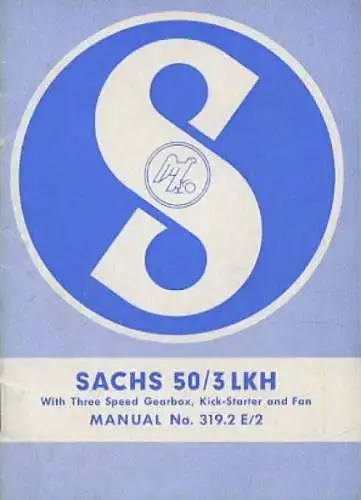 S
SACHS 50/3 LKH
With Three Speed Gearbox, Kick-Starter and Fan
MANUAL No. 319.2 E/2